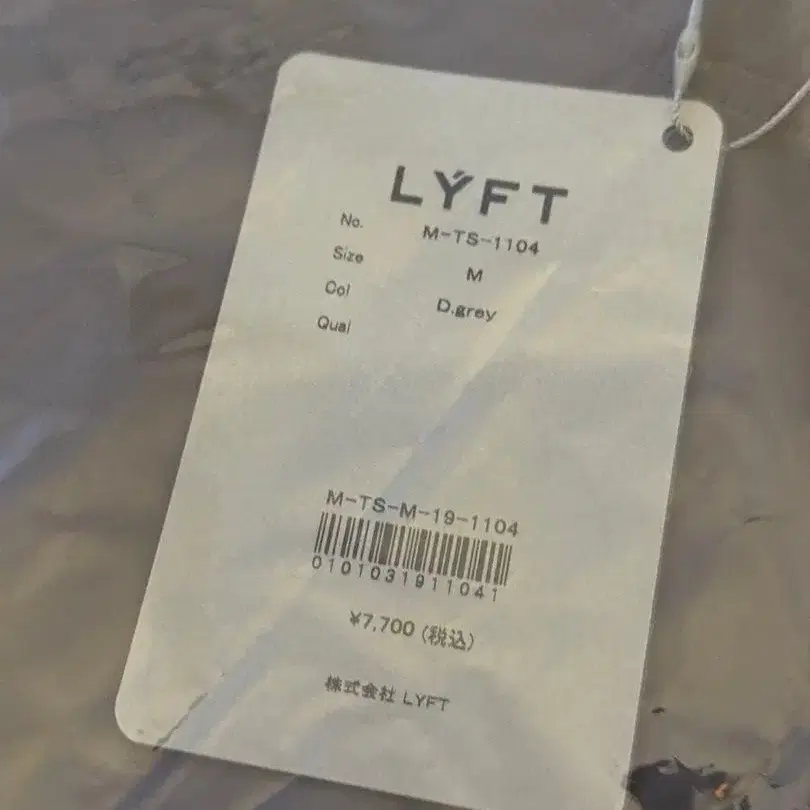 LÝFT
No. M-TS-1104
Size M
Col D.grey
Qual
M-TS-M-19-1104
0101031911041
¥7,700 (税込)
株式会社 LÝFT